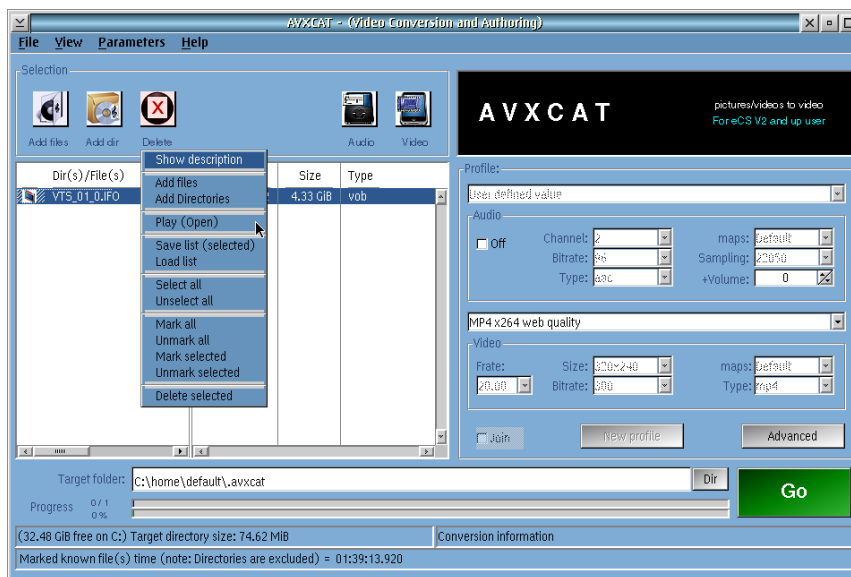 AVXCAT - (Video Conversion and Authoring)
File View Parameters Help
Selection
Add files Add dir Delete Audio Video
AVXCAT
pictures/videos to video
For eCS V2 and up user
Dir(s)/File(s) Size Type
VTS_01_0.IFO 4.33 GiB vob
Show description
Add files
Add Directories
Play (Open)
Save list (selected)
Load list
Select all
Unselect all
Mark all
Unmark all
Mark selected
Unmark selected
Delete selected
Profile:
User defined value
Audio
Off
Channel: 2 maps: Default
Bitrate: 96 Sampling: 22050
Type: aac +Volume: 0
MP4 x264 web quality
Video
Frate: Size: 320x240 maps: Default
20.00 Bitrate: 300 Type: mp4
Join New profile Advanced
Target folder: C:\home\default\.avxcat Dir
Go
Progress 0 / 1
0 %
(32.48 GiB free on C:) Target directory size: 74.62 MiB Conversion information
Marked known file(s) time (note: Directories are excluded) = 01:39:13.920